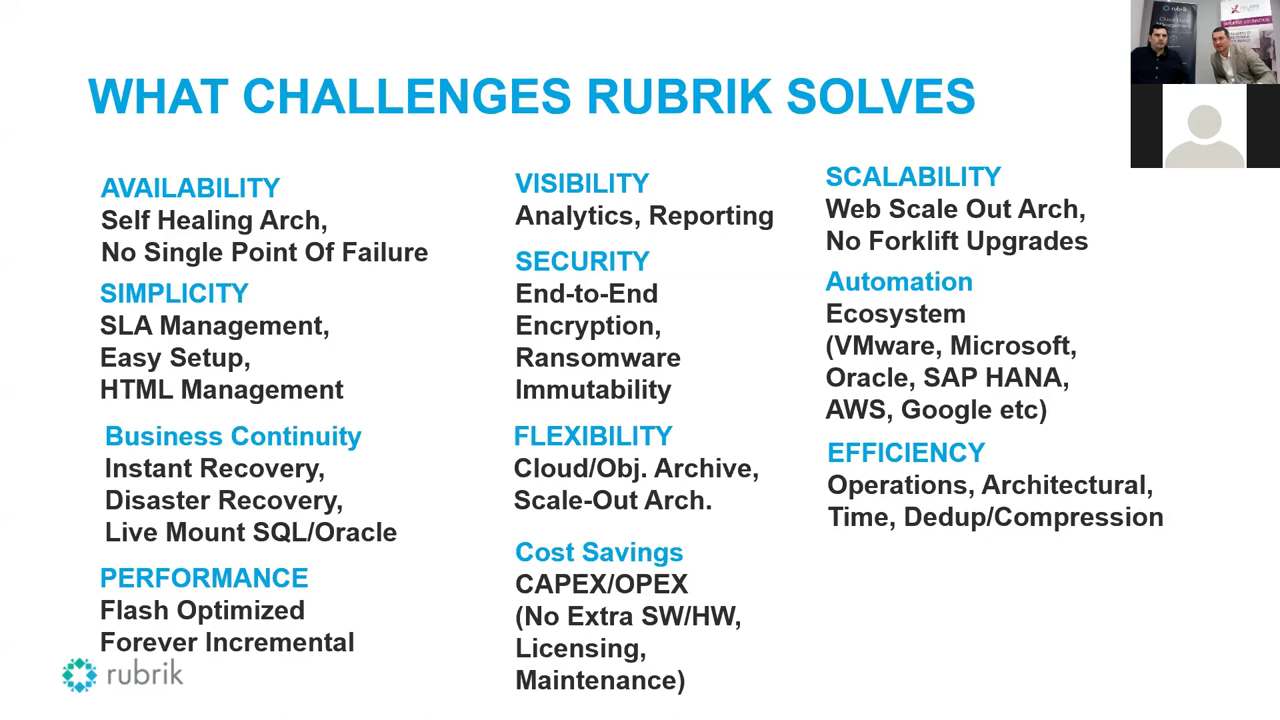 WHAT CHALLENGES RUBRIK SOLVES
AVAILABILITY
Self Healing Arch,
No Single Point Of Failure
SIMPLICITY
SLA Management,
Easy Setup,
HTML Management
Business Continuity
Instant Recovery,
Disaster Recovery,
Live Mount SQL/Oracle
PERFORMANCE
Flash Optimized
Forever Incremental
VISIBILITY
Analytics, Reporting
SECURITY
End-to-End
Encryption,
Ransomware
Immutability
FLEXIBILITY
Cloud/Obj. Archive,
Scale-Out Arch.
Cost Savings
CAPEX/OPEX
(No Extra SW/HW,
Licensing,
Maintenance)
SCALABILITY
Web Scale Out Arch,
No Forklift Upgrades
Automation
Ecosystem
(VMware, Microsoft,
Oracle, SAP HANA,
AWS, Google etc)
EFFICIENCY
Operations, Architectural,
Time, Dedup/Compression
rubrik
rubrik